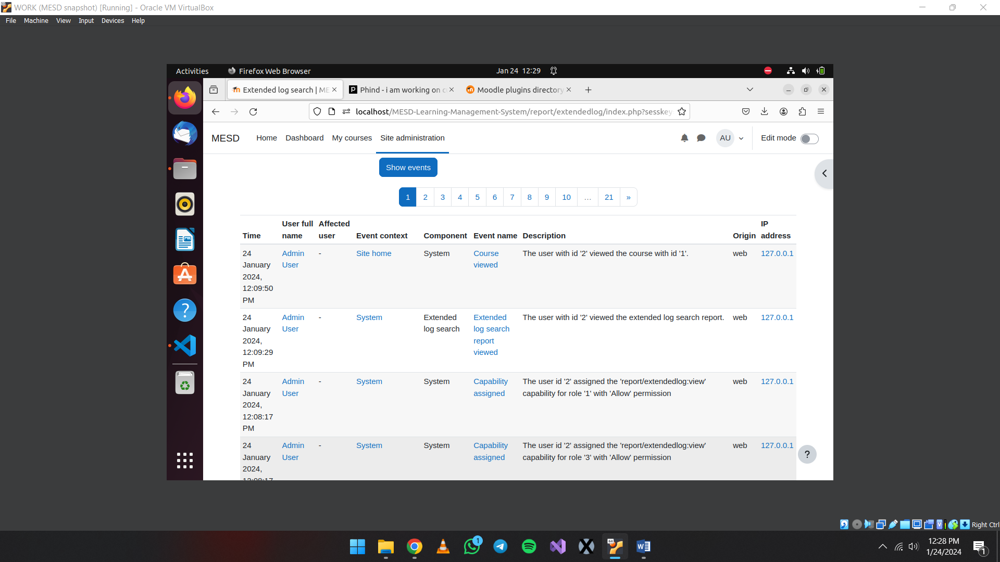 WORK (MESD snapshot) [Running] - Oracle VM VirtualBox
File Machine View Input Devices Help
Activities Firefox Web Browser Jan 24 12:29
Extended log search | ME Phind - i am working on c Moodle plugins directory
localhost/MESD-Learning-Management-System/report/extendedlog/index.php?sesskey
MESD Home Dashboard My courses Site administration AU Edit mode
Show events
1 2 3 4 5 6 7 8 9 10 … 21 »
User full Affected IP
Time name user Event context Component Event name Description Origin address
24 Admin - Site home System Course The user with id '2' viewed the course with id '1'. web 127.0.0.1
January User viewed
2024,
12:09:50
PM
24 Admin - System Extended Extended The user with id '2' viewed the extended log search report. web 127.0.0.1
January User log search log search
2024, report
12:09:29 viewed
PM
24 Admin - System System Capability The user id '2' assigned the 'report/extendedlog:view' web 127.0.0.1
January User assigned capability for role '1' with 'Allow' permission
2024,
12:08:17
PM
24 Admin - System System Capability The user id '2' assigned the 'report/extendedlog:view' web 127.0.0.1
January User assigned capability for role '3' with 'Allow' permission
2024,
12:08:17
?
Right Ctrl
1
64
W
12:28 PM
1/24/2024
1